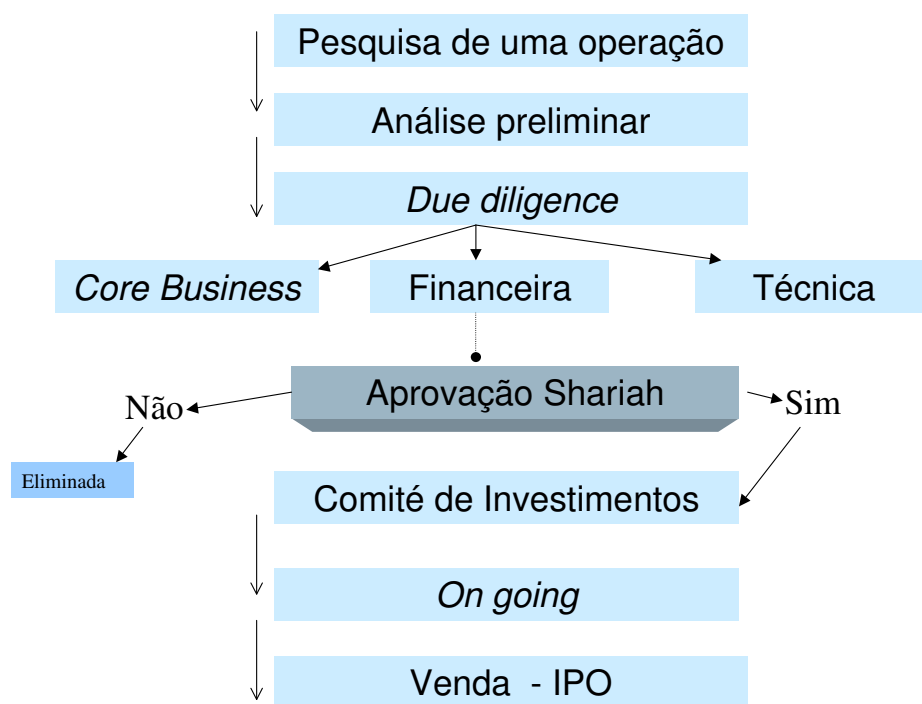 Pesquisa de uma operação
Análise preliminar
Due diligence
Core Business
Financeira
Técnica
Aprovação Shariah
Não
Sim
Eliminada
Comité de Investimentos
On going
Venda - IPO